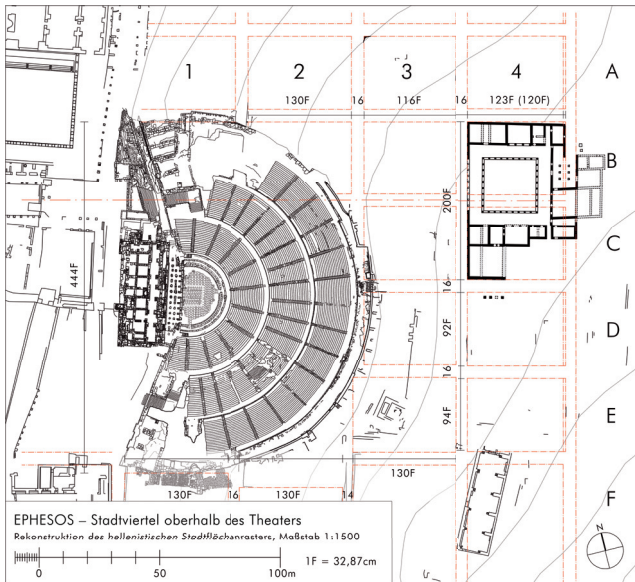 1 2 3 4 A
130F 16 116F 16 123F (120F)
B
200F
C
444F
16
D
92F
16
E
94F
130F
F
130F 16 130F 14
EPHESOS – Stadtviertel oberhalb des Theaters
Rekonstruktion des hellenistischen Stadtflächenrasters, Maßstab 1:1500
0 50 100m 1F = 32,87cm
N